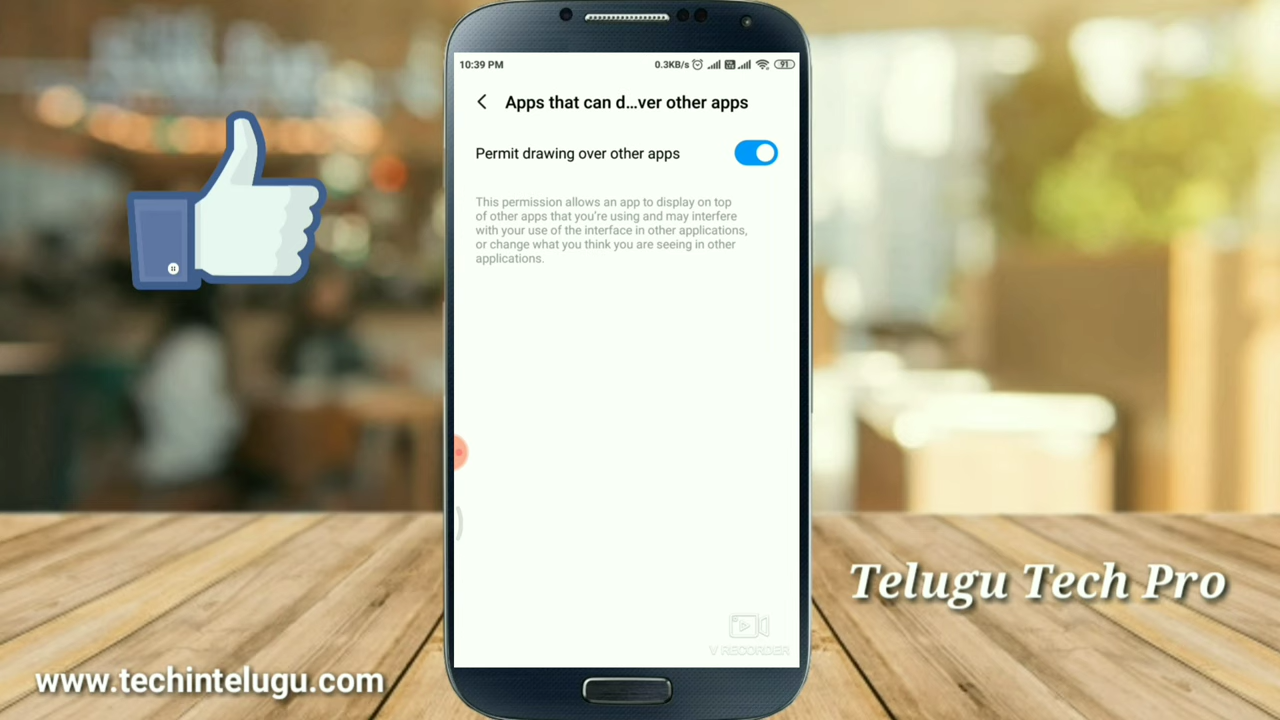 10:39 PM
0.3KB/s
91
Apps that can d...ver other apps
Permit drawing over other apps
This permission allows an app to display on top
of other apps that you're using and may interfere
with your use of the interface in other applications,
or change what you think you are seeing in other
applications.
V RECORDER
Telugu Tech Pro
www.techintelugu.com